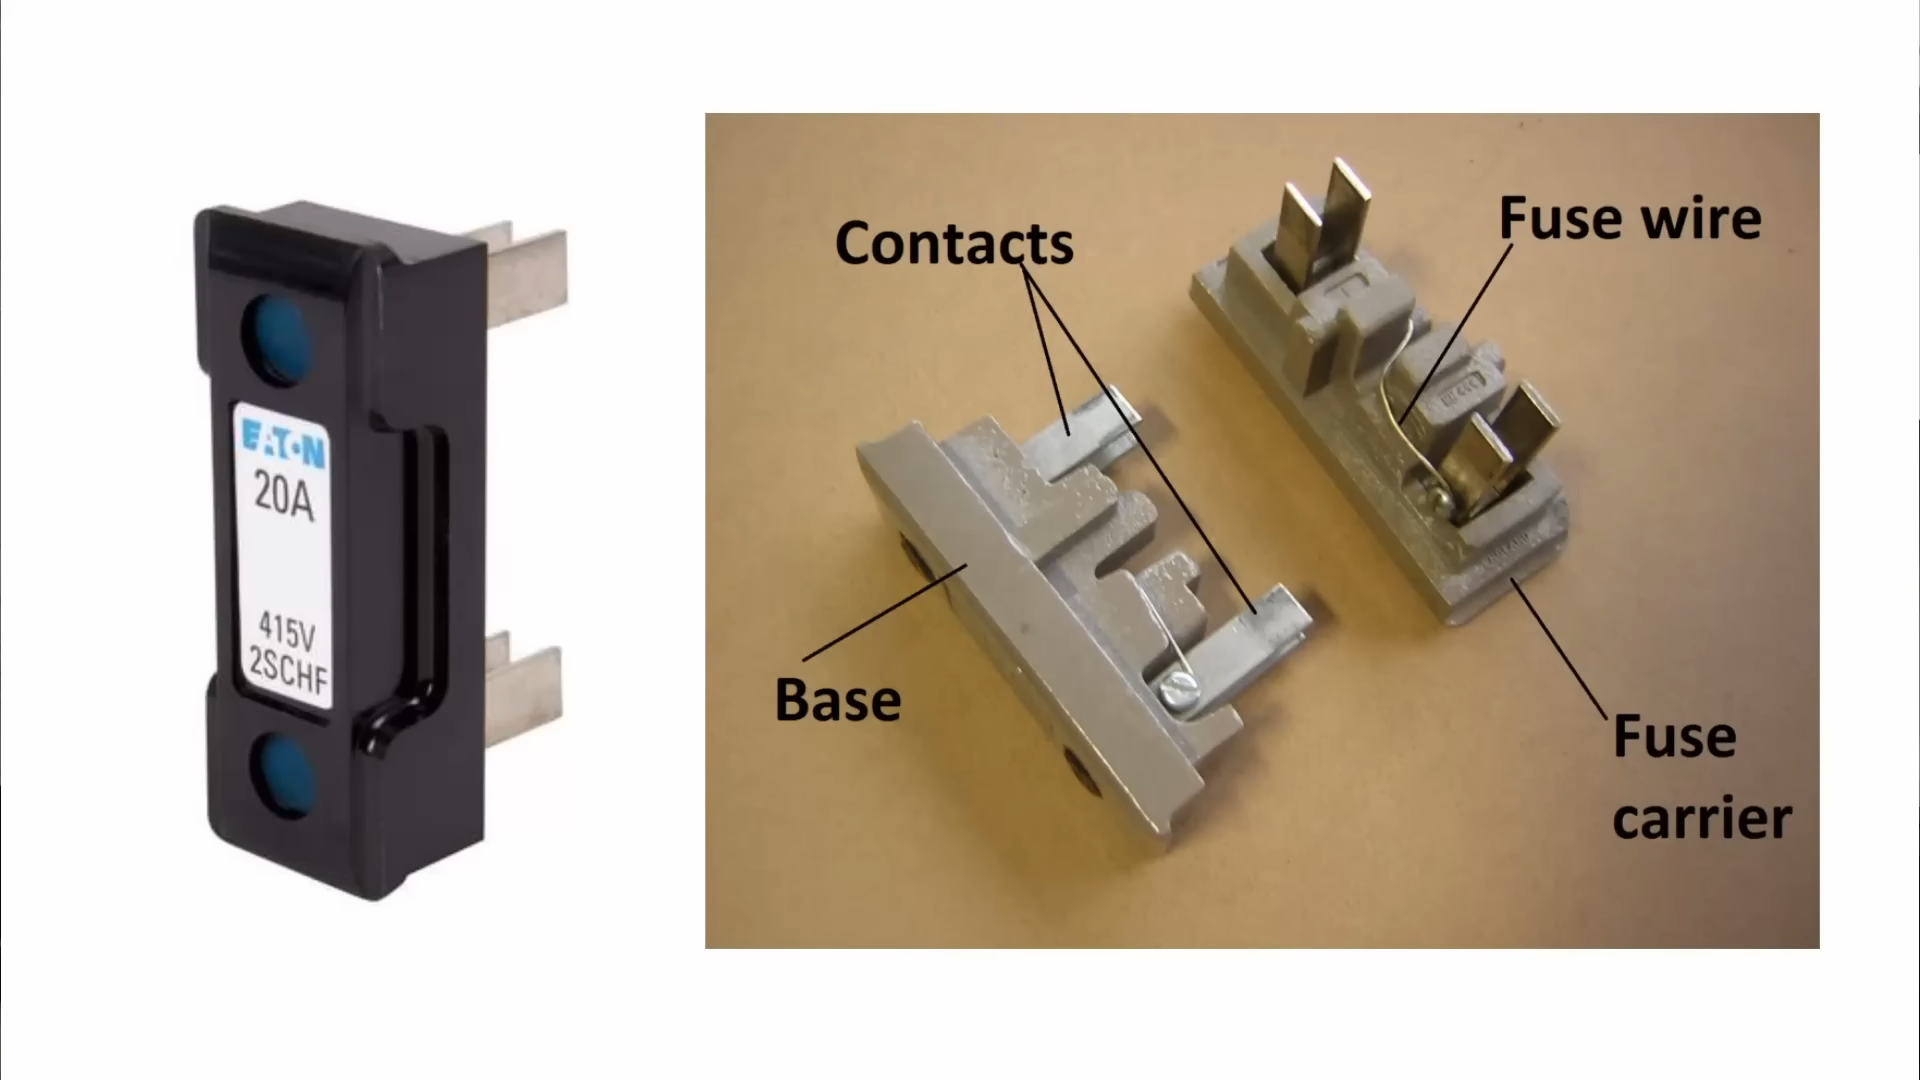 EATON
20A
415V
2SCHF
Contacts
Fuse wire
Base
Fuse
carrier